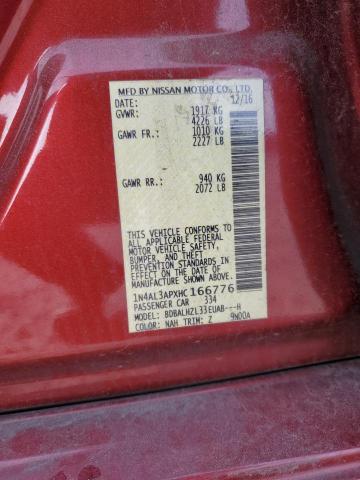 MFD BY NISSAN MOTOR CO., LTD.
DATE: 12/16
GVWR: 1917 KG
4226 LB
GAWR FR: 1010 KG
2227 LB
GAWR RR: 940 KG
2072 LB
THIS VEHICLE CONFORMS TO
ALL APPLICABLE FEDERAL
MOTOR VEHICLE SAFETY,
BUMPER, AND THEFT
PREVENTION STANDARDS
IN EFFECT ON THE DATE OF
MANUFACTURE SHOWN
ABOVE.
1N4AL3APXHC166776
PASSENGER CAR 334
MODEL: BDBALHZL33EUAB---H
COLOR: NAH TRIM: Z 9N00A